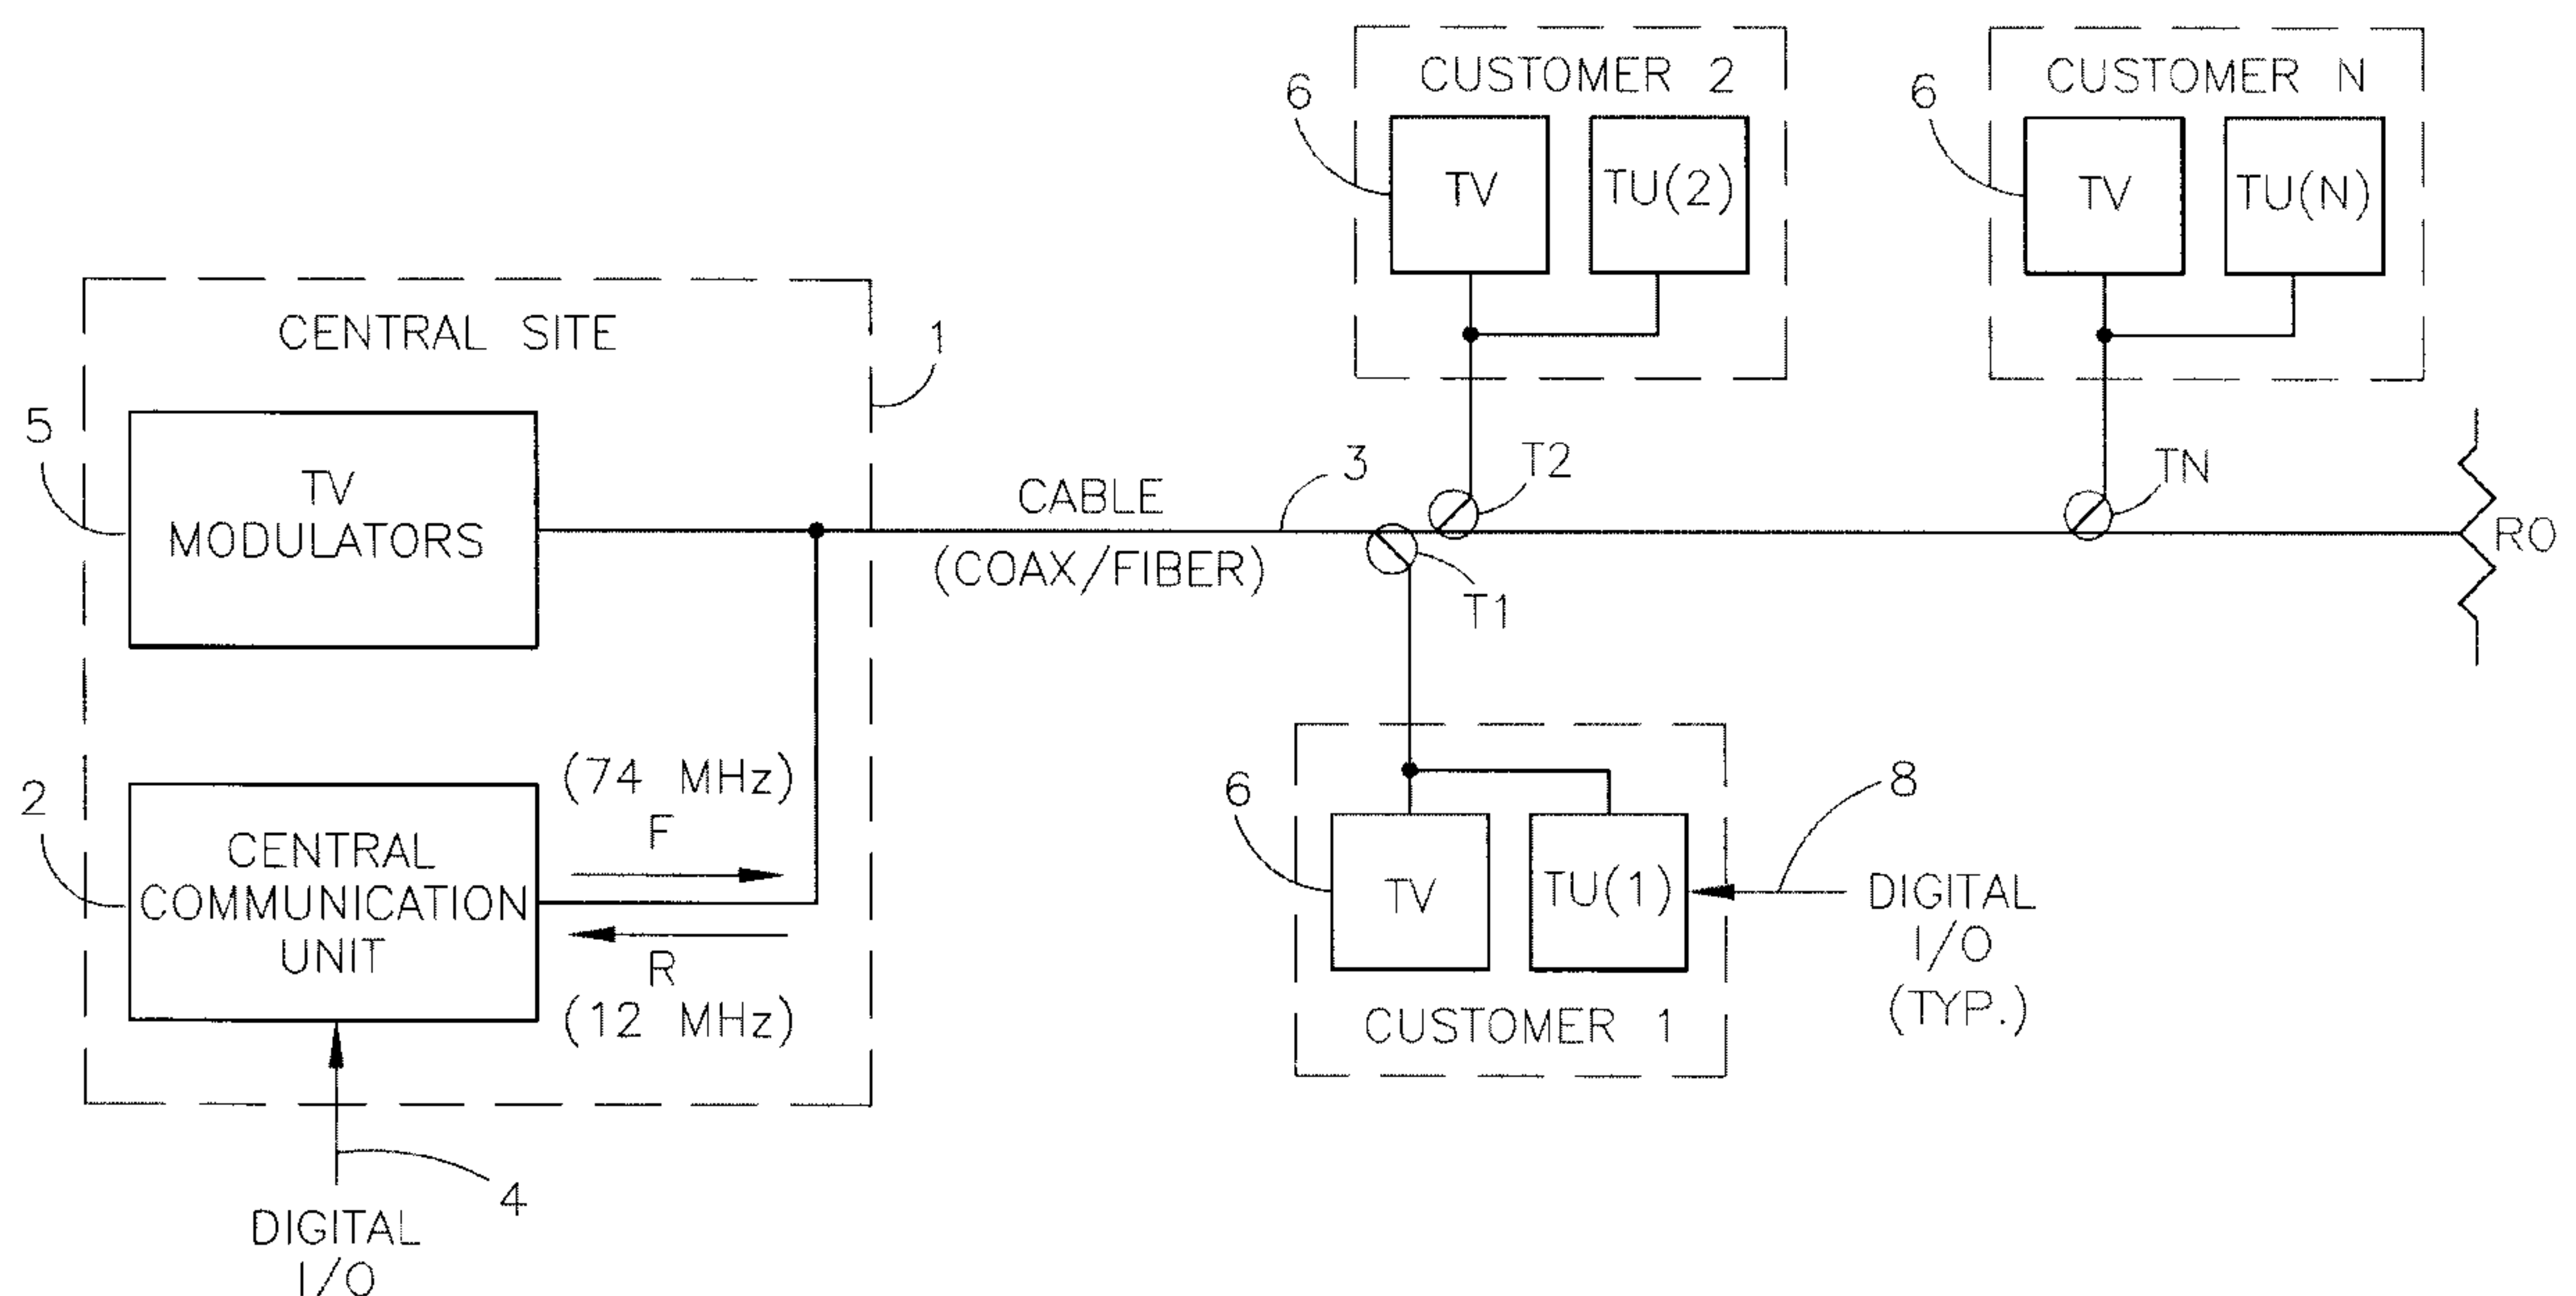 CUSTOMER 2
6
TV
TU(2)
CUSTOMER N
6
TV
TU(N)
CENTRAL SITE
1
5
TV
MODULATORS
CABLE
(COAX/FIBER)
3
T2
T1
TN
RO
2
CENTRAL
COMMUNICATION
UNIT
(74 MHz)
F
R
(12 MHz)
4
DIGITAL
I/O
6
TV
TU(1)
CUSTOMER 1
8
DIGITAL
I/O
(TYP.)